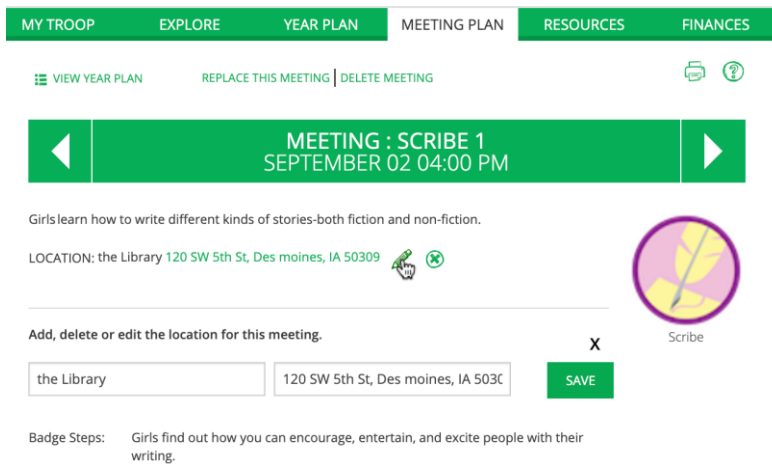 MY TROOP EXPLORE YEAR PLAN MEETING PLAN RESOURCES FINANCES
VIEW YEAR PLAN REPLACE THIS MEETING | DELETE MEETING
MEETING : SCRIBE 1
SEPTEMBER 02 04:00 PM
Girls learn how to write different kinds of stories-both fiction and non-fiction.
LOCATION: the Library 120 SW 5th St, Des moines, IA 50309
Scribe
Add, delete or edit the location for this meeting.
X
the Library 120 SW 5th St, Des moines, IA 5030 SAVE
Badge Steps: Girls find out how you can encourage, entertain, and excite people with their
writing.